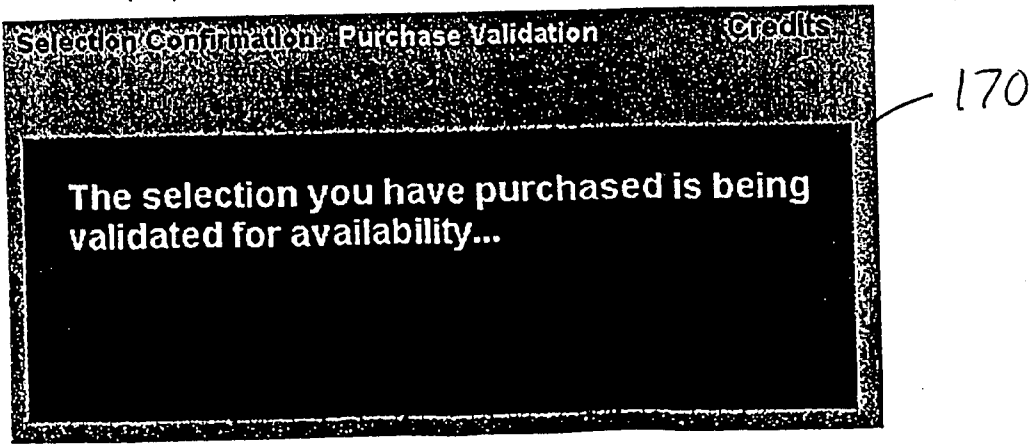 Selection Confirmation Purchase Validation Credits
170
The selection you have purchased is being
validated for availability...